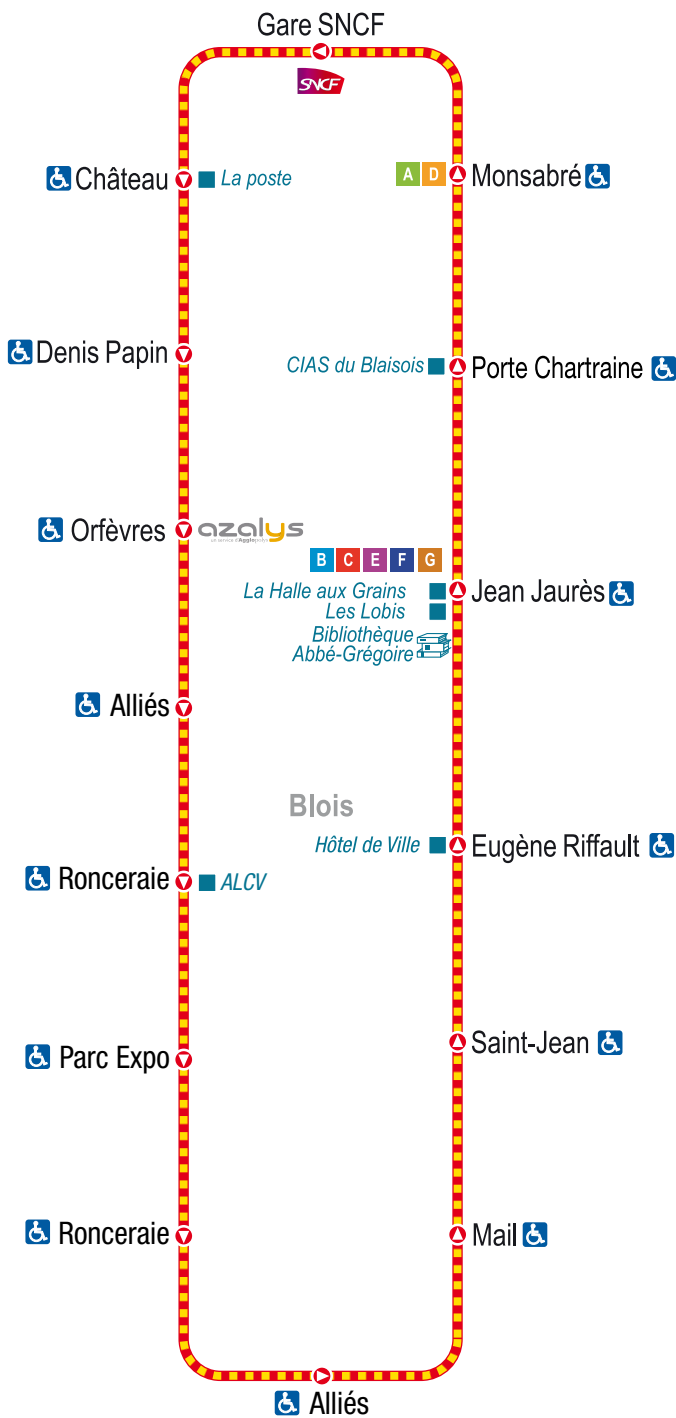 Gare SNCF
SNCF
Château
La poste
A D
Monsabré
Denis Papin
CIAS du Blaisois
Porte Chartraine
Orfèvres
azalys
B C E F G
La Halle aux Grains
Les Lobis
Bibliothèque
Abbé-Grégoire
Jean Jaurès
Alliés
Blois
Hôtel de Ville
Eugène Riffault
Ronceraie
ALCV
Saint-Jean
Parc Expo
Ronceraie
Mail
Alliés